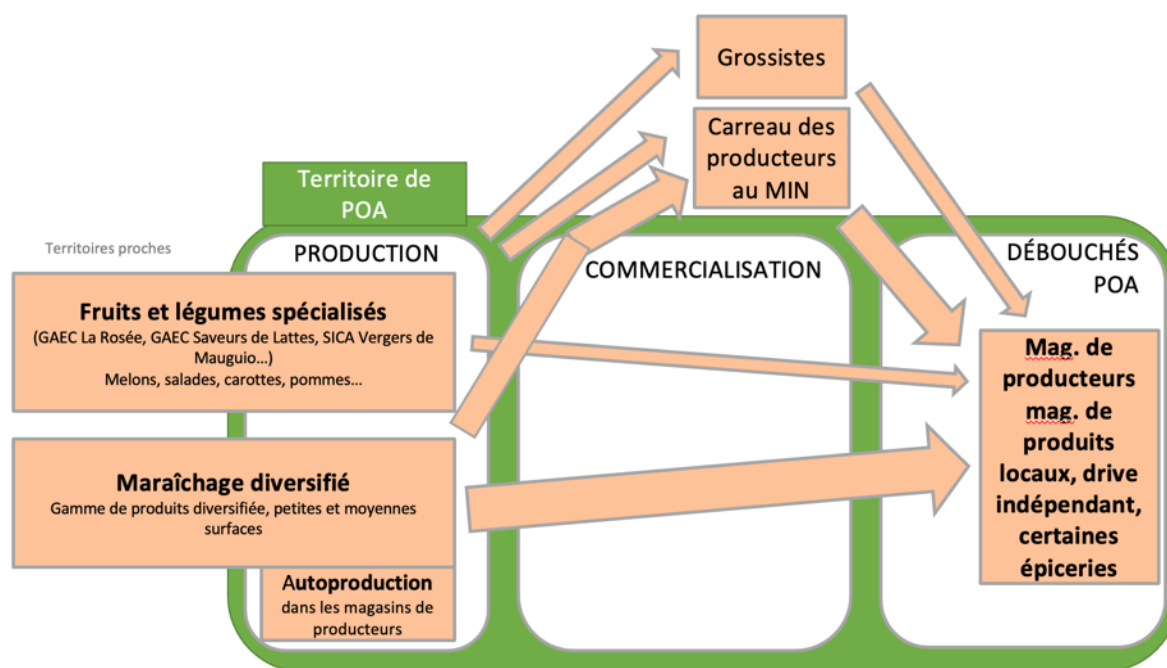 Grossistes
Carreau des
producteurs
au MIN
Territoire de
POA
Territoires proches
PRODUCTION
COMMERCIALISATION
DÉBOUCHÉS
POA
Fruits et légumes spécialisés
(GAEC La Rosée, GAEC Saveurs de Lattes, SICA Vergers de
Mauguio...)
Melons, salades, carottes, pommes...
Maraîchage diversifié
Gamme de produits diversifiée, petites et moyennes
surfaces
Autoproduction
dans les magasins de
producteurs
Mag. de
producteurs
mag. de
produits
locaux, drive
indépendant,
certaines
épiceries